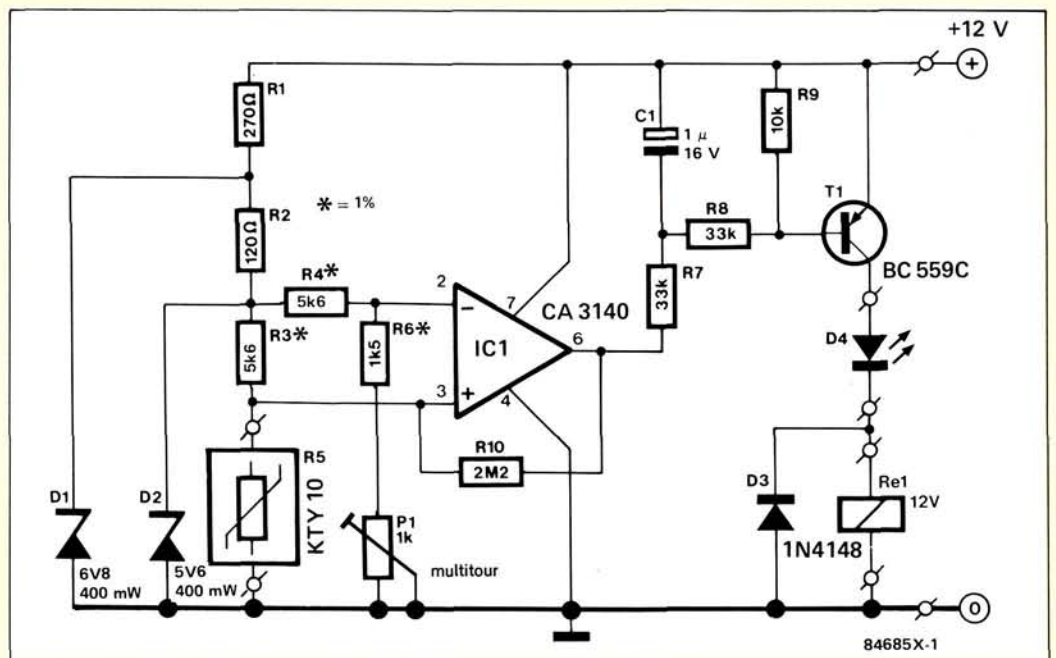 +12 V
+
R1
270Ω
R2
120Ω
* = 1%
R4*
5k6
R3*
5k6
R6*
1k5
2
3
7
CA 3140
IC1
6
4
R10
2M2
C1
1 µ
16 V
R9
10k
R8
33k
R7
33k
T1
BC 559C
D4
R5
KTY 10
P1
1k
multitour
D1
6V8
400 mW
D2
5V6
400 mW
D3
1N4148
Re1
12V
0
84685X-1